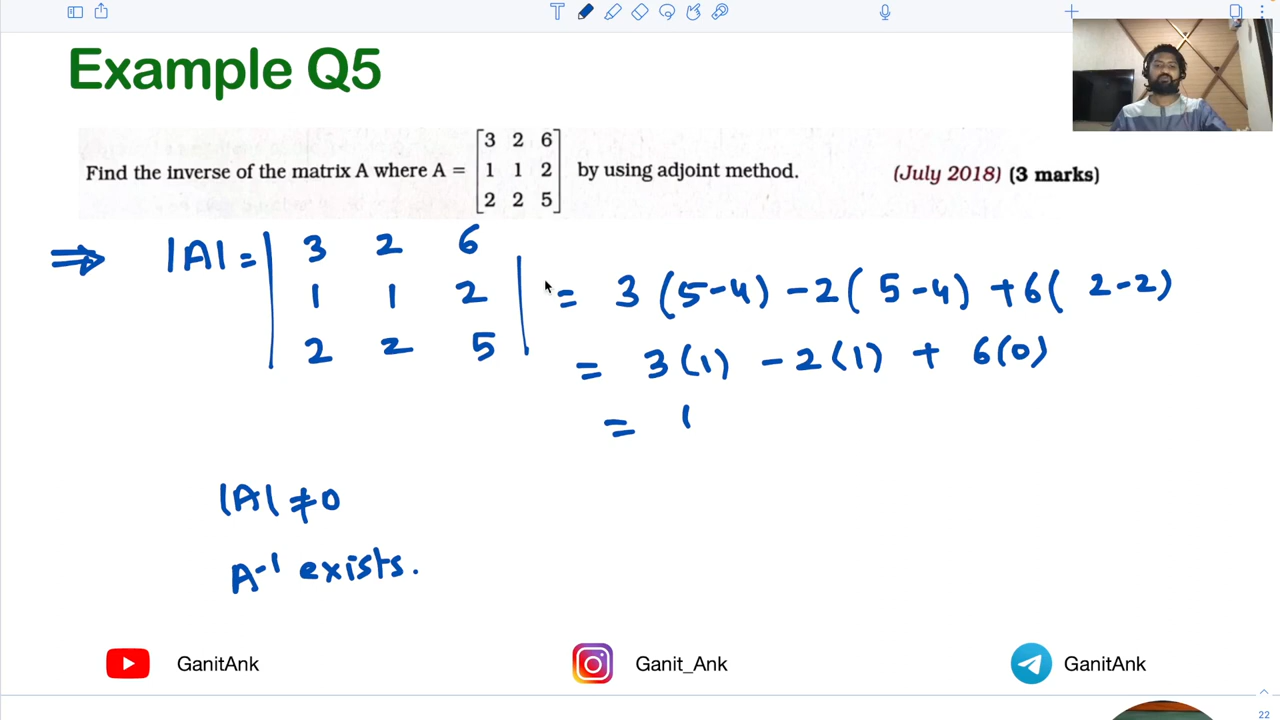 Example Q5
Find the inverse of the matrix A where A = [3 2 6
1 1 2
2 2 5] by using adjoint method. (July 2018) (3 marks)
⇒ |A| = | 3 2 6
1 1 2
2 2 5 | = 3 (5-4) -2( 5-4) +6( 2-2)
= 3(1) -2(1) + 6(0)
= 1
|A| ≠0
A⁻¹ exists.
GanitAnk Ganit_Ank GanitAnk
22